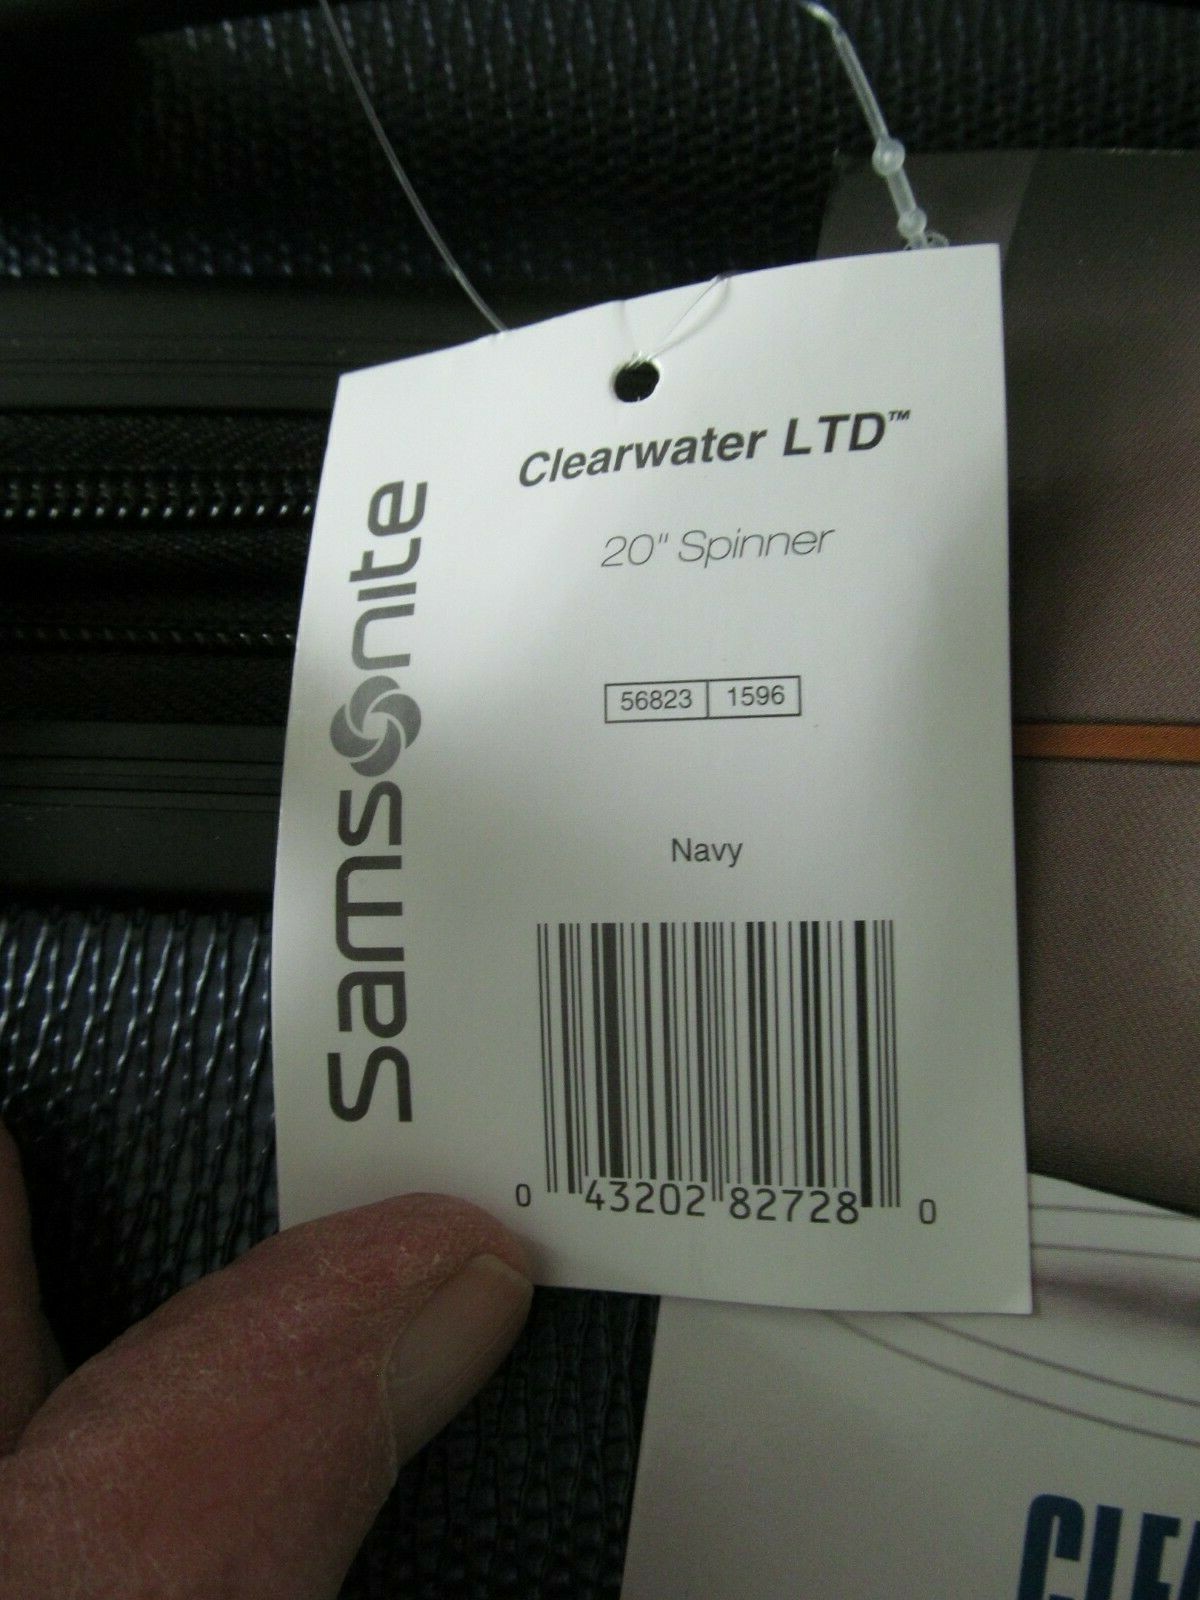 Clearwater LTD™
20" Spinner
samsonite
56823 1596
Navy
0 43202 82728 0